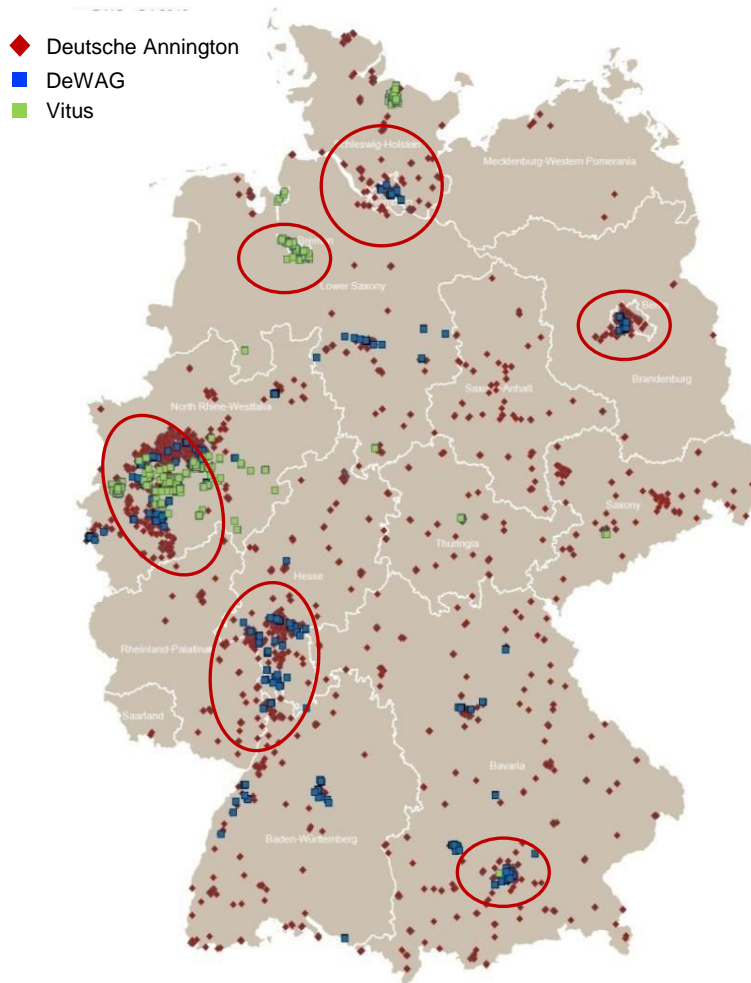 Deutsche Annington
DeWAG
Vitus
Schleswig-Holstein
Mecklenburg-Western Pomerania
Bremen
Lower Saxony
Berlin
Brandenburg
Saxony-Anhalt
North Rhine-Westfalia
Saxony
Thuringia
Hesse
Rheinland-Palatinate
Saarland
Bavaria
Baden-Württemberg